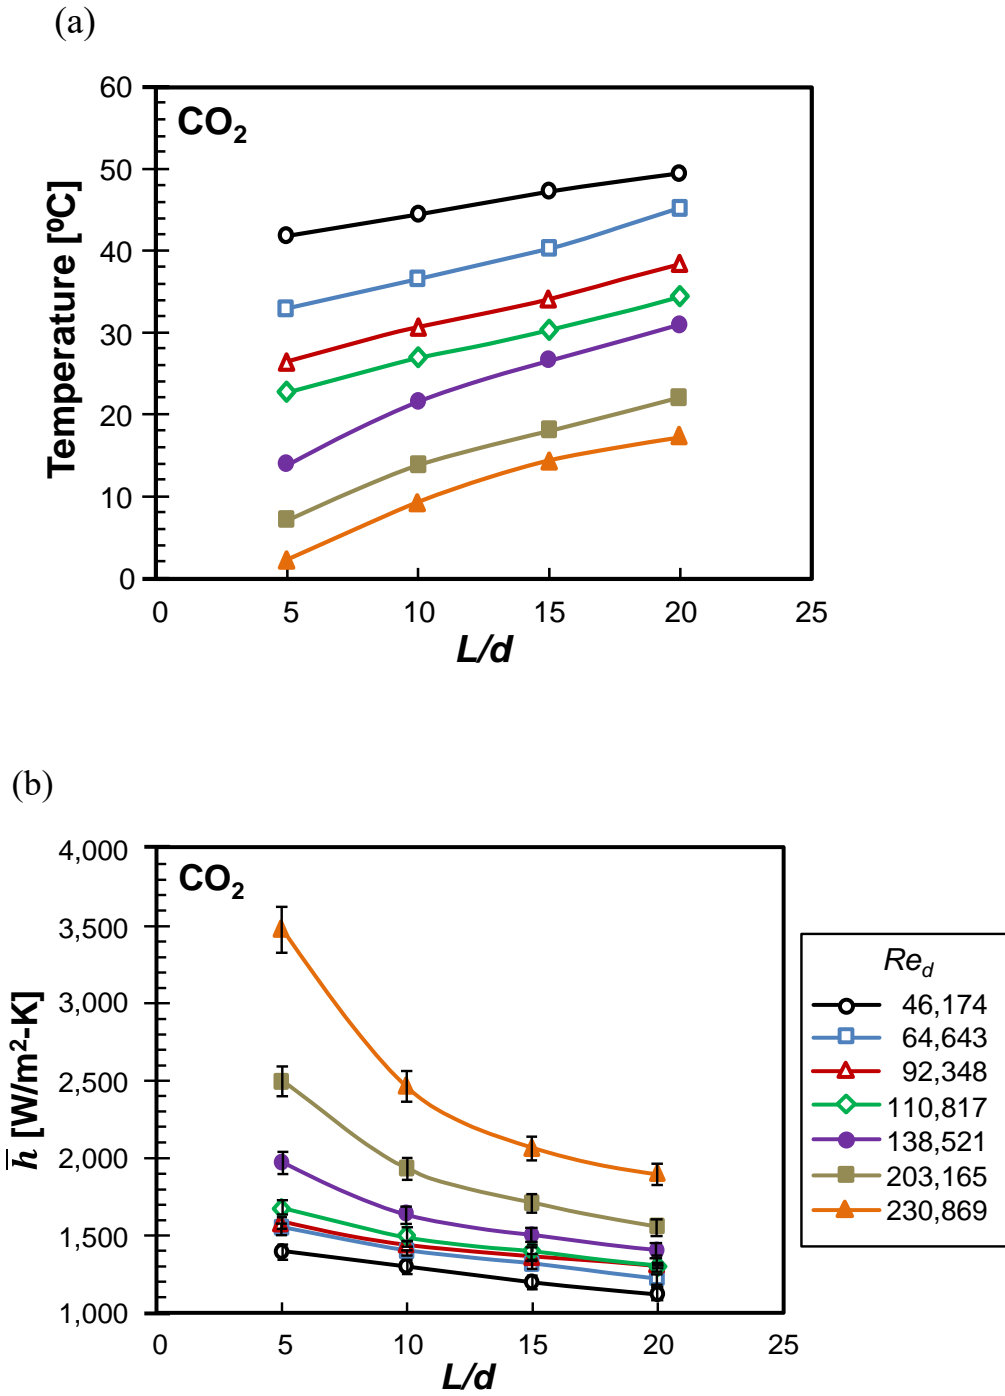 (a)
60
CO2
50
40
30
20
10
0
Temperature [ºC]
0 5 10 15 20 25
L/d
(b)
4,000
CO2
3,500
3,000
2,500
2,000
1,500
1,000
h̅ [W/m²-K]
0 5 10 15 20 25
L/d
Red
46,174
64,643
92,348
110,817
138,521
203,165
230,869